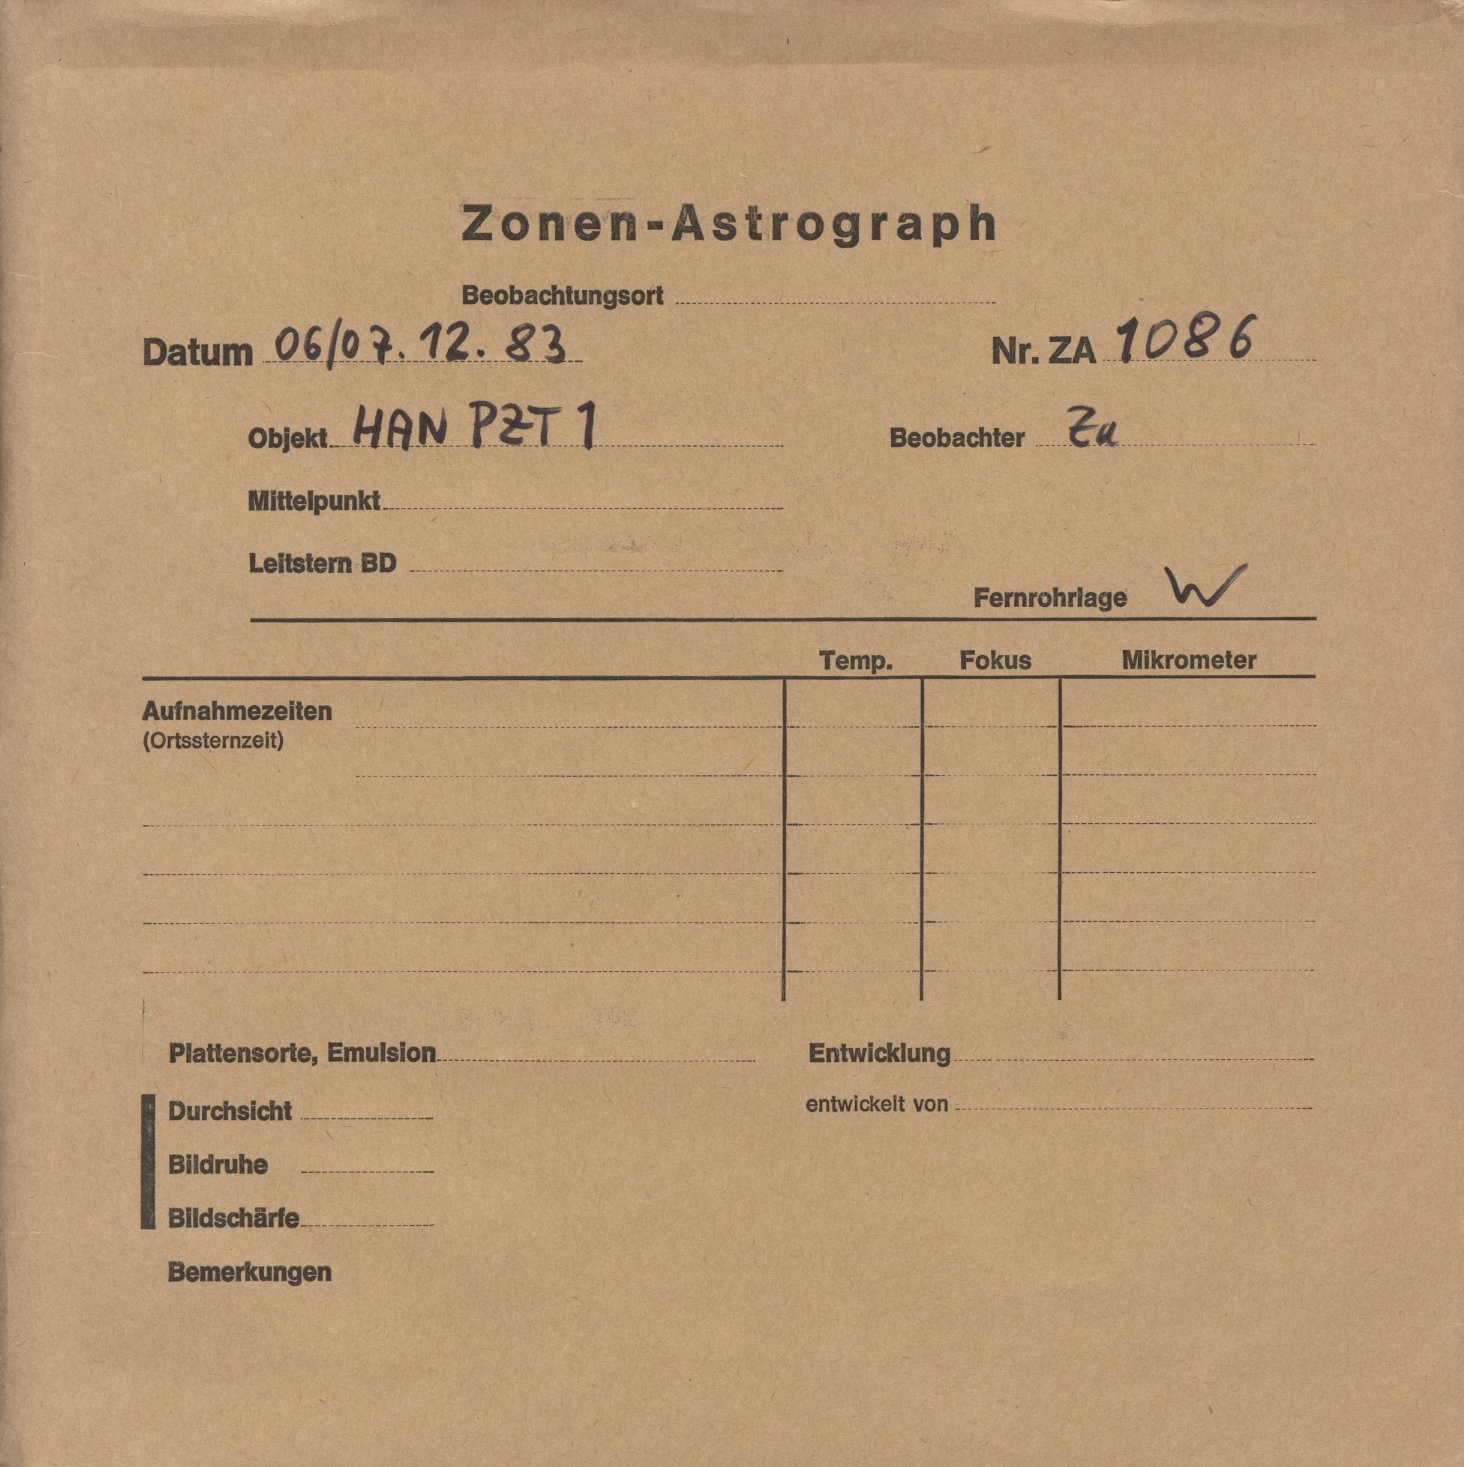 Zonen-Astrograph
Beobachtungsort
Datum 06/07. 12. 83 Nr. ZA 1086
Objekt HAN PZT 1 Beobachter Zu
Mittelpunkt
Leitstern BD
Fernrohrlage W
Temp. Fokus Mikrometer
Aufnahmezeiten
(Ortssternzeit)
Plattensorte, Emulsion Entwicklung
Durchsicht entwickelt von
Bildruhe
Bildschärfe
Bemerkungen